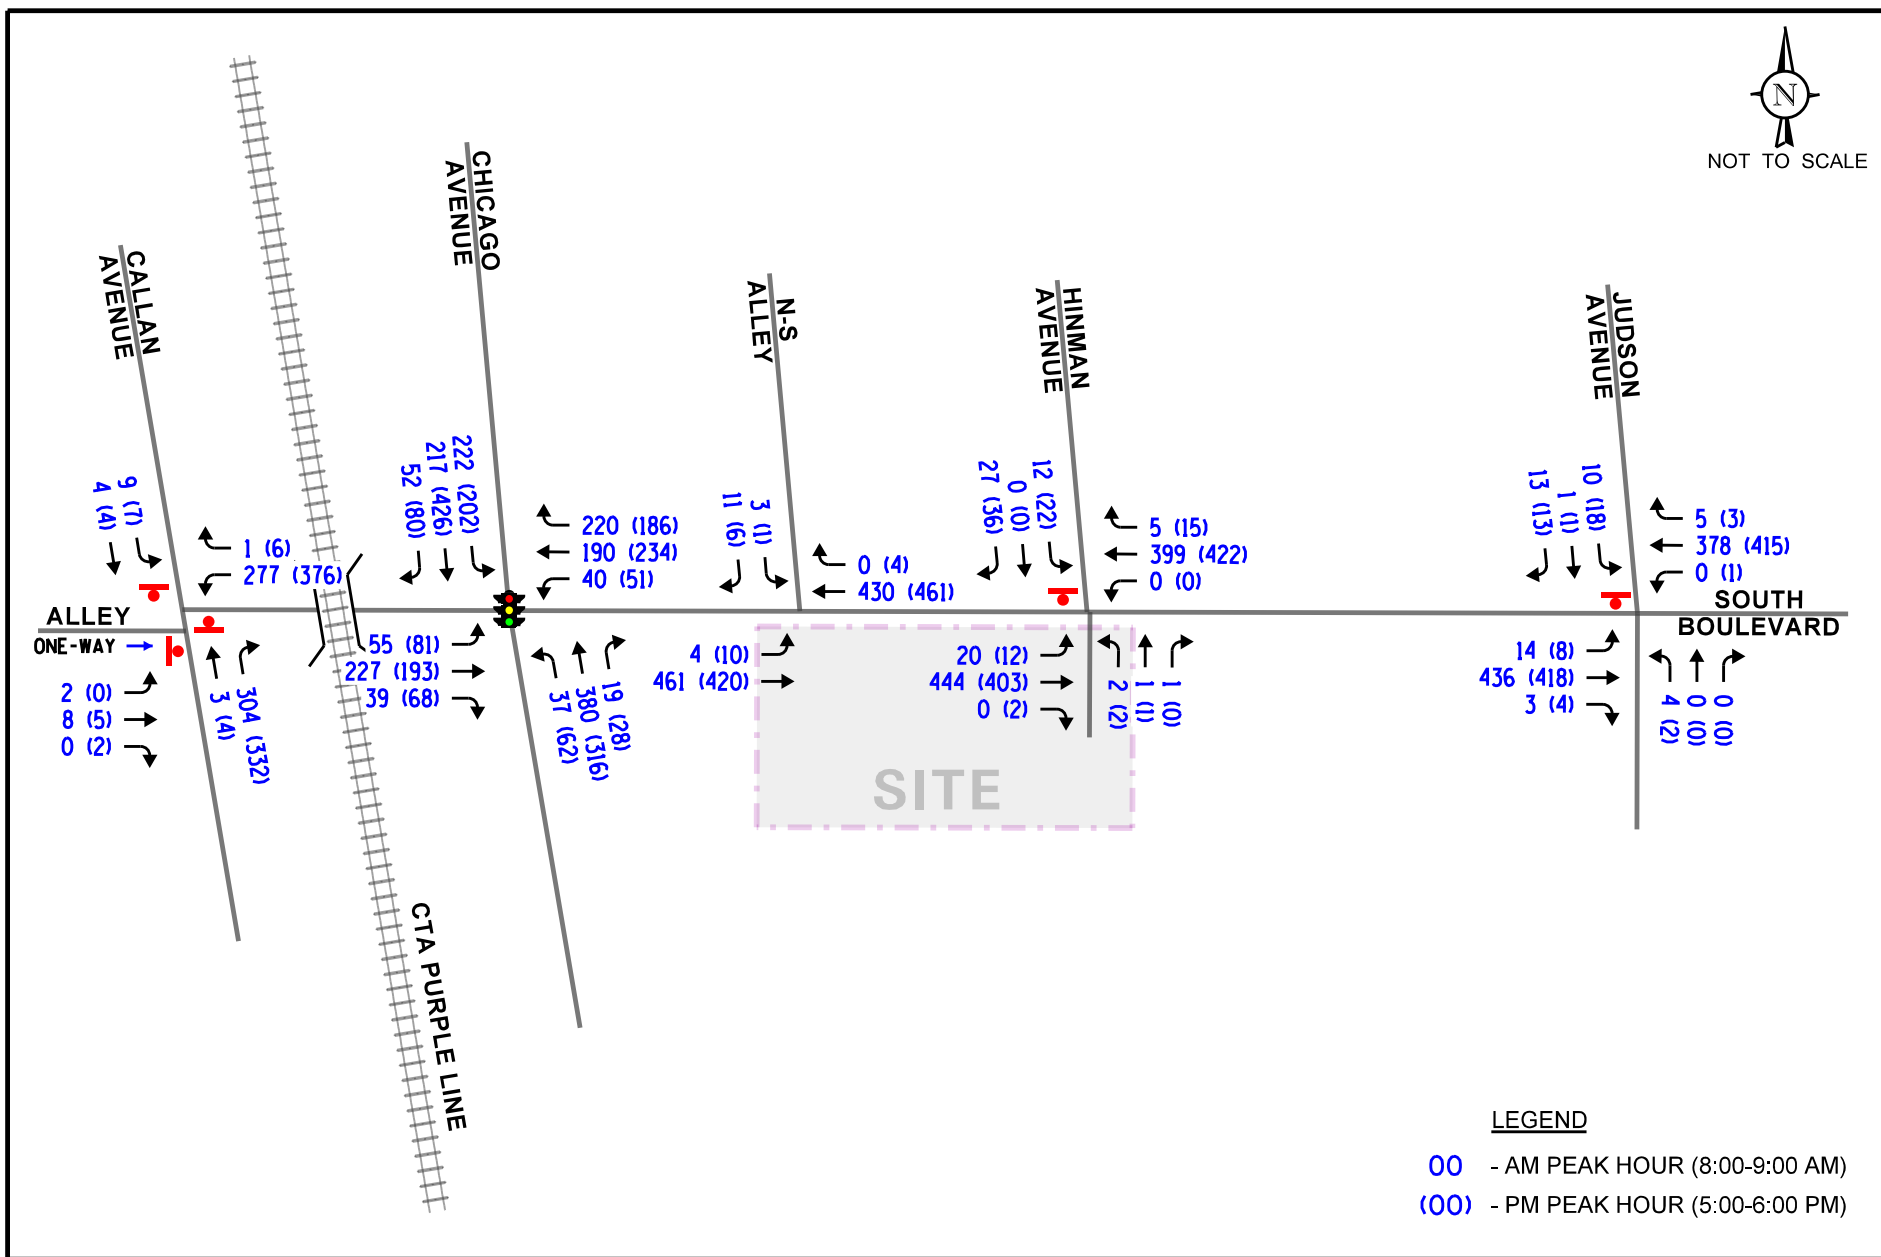 N
NOT TO SCALE
CHICAGO
AVENUE
CALLAN
AVENUE
N-S
ALLEY
HINMAN
AVENUE
JUDSON
AVENUE
9 (7)
4 (4)
1 (6)
277 (376)
222 (202)
217 (426)
52 (80)
220 (186)
190 (234)
40 (51)
3 (1)
11 (6)
0 (4)
430 (461)
12 (22)
0 (0)
27 (36)
5 (15)
399 (422)
0 (0)
10 (18)
1 (1)
13 (13)
5 (3)
378 (415)
0 (1)
SOUTH
BOULEVARD
ALLEY
ONE-WAY
2 (0)
8 (5)
0 (2)
3 (4)
304 (332)
55 (81)
227 (193)
39 (68)
37 (62)
380 (316)
19 (28)
4 (10)
461 (420)
20 (12)
444 (403)
0 (2)
2 (2)
1 (1)
1 (0)
14 (8)
436 (418)
3 (4)
4 (2)
0 (0)
0 (0)
SITE
CTA PURPLE LINE
LEGEND
00 - AM PEAK HOUR (8:00-9:00 AM)
(00) - PM PEAK HOUR (5:00-6:00 PM)